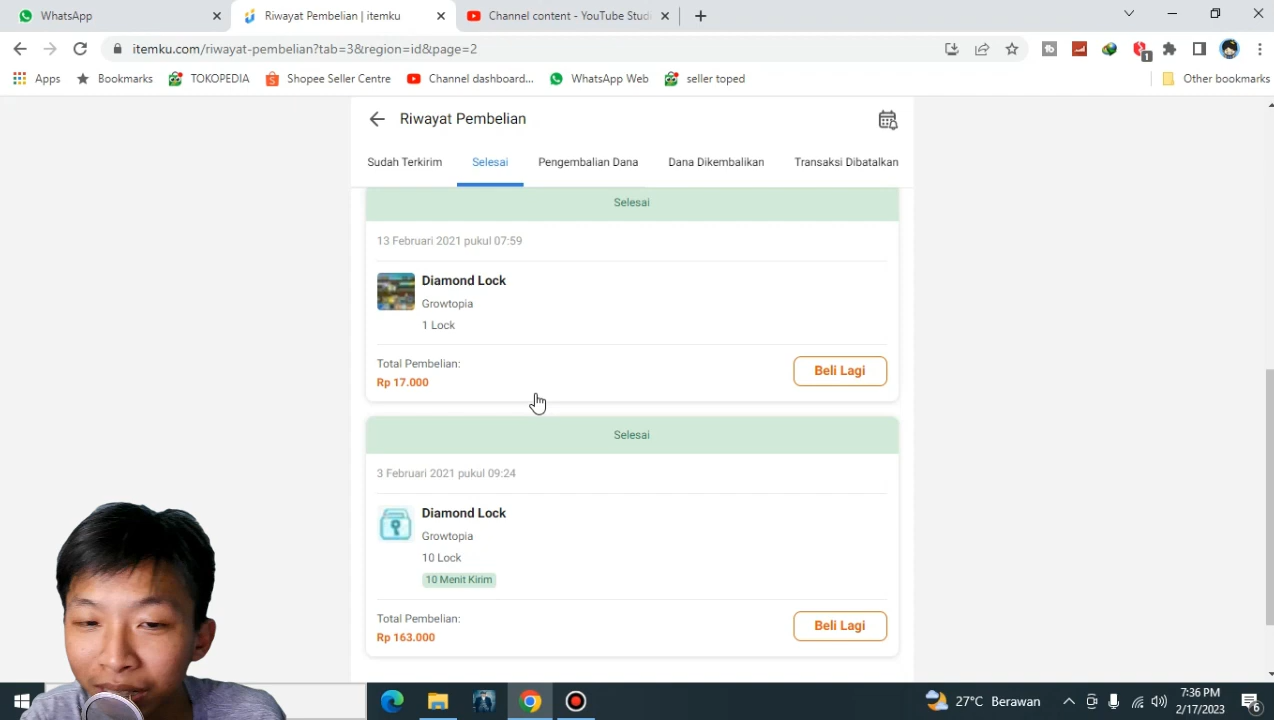 WhatsApp
Riwayat Pembelian | itemku
Channel content - YouTube Stud
itemku.com/riwayat-pembelian?tab=3&region=id&page=2
Apps
Bookmarks
TOKOPEDIA
Shopee Seller Centre
Channel dashboard...
WhatsApp Web
seller toped
Other bookmarks
Riwayat Pembelian
Sudah Terkirim
Selesai
Pengembalian Dana
Dana Dikembalikan
Transaksi Dibatalkan
Selesai
13 Februari 2021 pukul 07:59
Diamond Lock
Growtopia
1 Lock
Total Pembelian:
Rp 17.000
Beli Lagi
Selesai
3 Februari 2021 pukul 09:24
Diamond Lock
Growtopia
10 Lock
10 Menit Kirim
Total Pembelian:
Rp 163.000
Beli Lagi
27°C Berawan
7:36 PM
2/17/2023
6